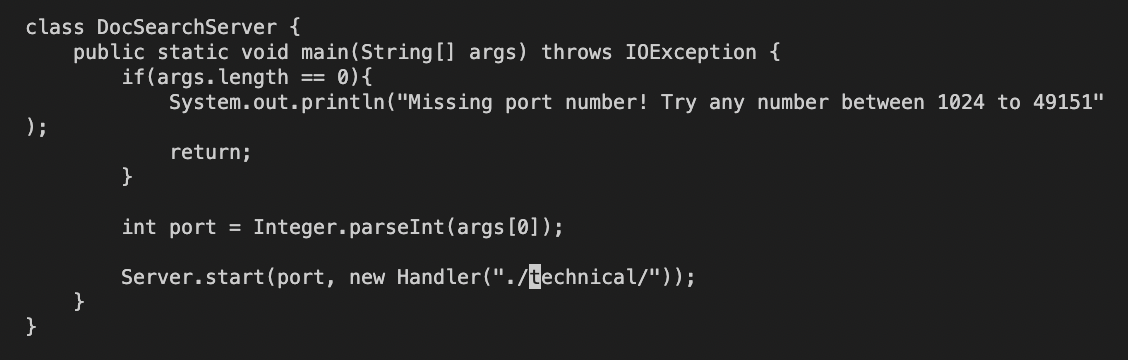 class DocSearchServer {
    public static void main(String[] args) throws IOException {
        if(args.length == 0){
            System.out.println("Missing port number! Try any number between 1024 to 49151"
);
            return;
        }

        int port = Integer.parseInt(args[0]);

        Server.start(port, new Handler("./technical/"));
    }
}